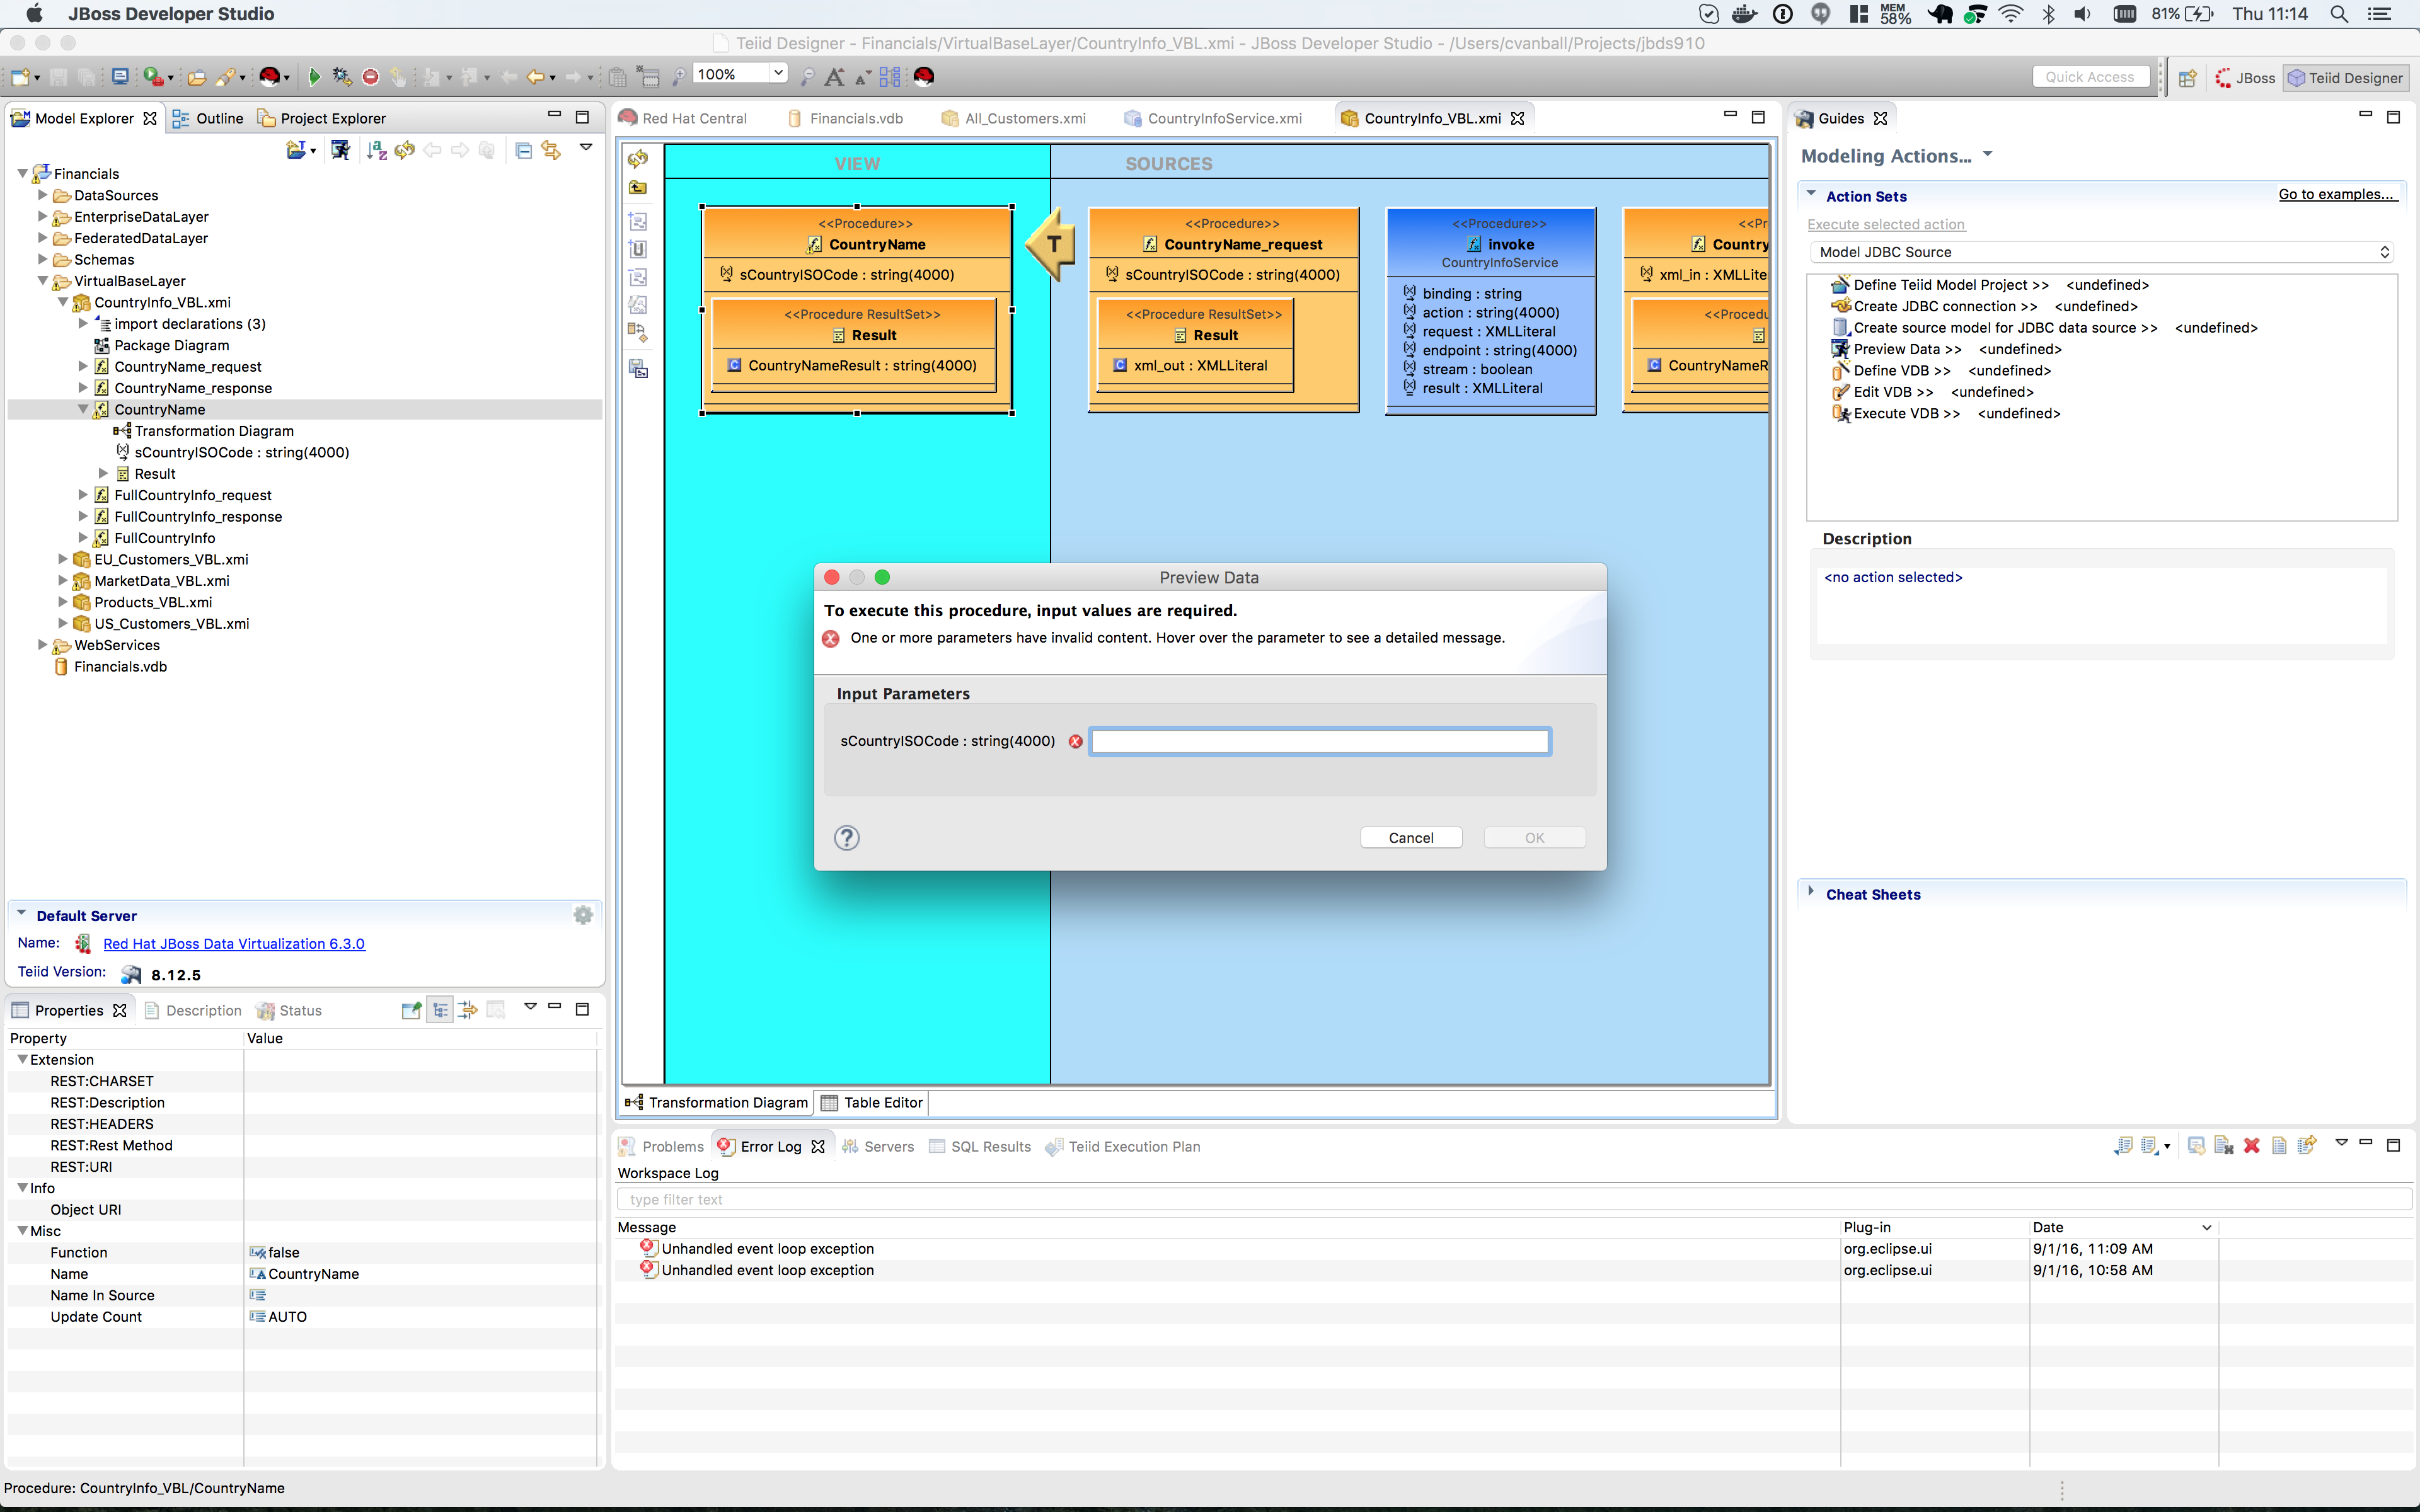 JBoss Developer Studio
MEM 58%
81%
Thu 11:14
Teiid Designer - Financials/VirtualBaseLayer/CountryInfo_VBL.xmi - JBoss Developer Studio - /Users/cvanball/Projects/jbds910
100%
Quick Access
JBoss
Teiid Designer
Model Explorer
Outline
Project Explorer
Financials
DataSources
EnterpriseDataLayer
FederatedDataLayer
Schemas
VirtualBaseLayer
CountryInfo_VBL.xmi
import declarations (3)
Package Diagram
CountryName_request
CountryName_response
CountryName
Transformation Diagram
sCountryISOCode : string(4000)
Result
FullCountryInfo_request
FullCountryInfo_response
FullCountryInfo
EU_Customers_VBL.xmi
MarketData_VBL.xmi
Products_VBL.xmi
US_Customers_VBL.xmi
WebServices
Financials.vdb
Default Server
Name: Red Hat JBoss Data Virtualization 6.3.0
Teiid Version: 8.12.5
Properties
Description
Status
Property Value
Extension
REST:CHARSET
REST:Description
REST:HEADERS
REST:Rest Method
REST:URI
Info
Object URI
Misc
Function false
Name CountryName
Name In Source
Update Count AUTO
Red Hat Central
Financials.vdb
All_Customers.xmi
CountryInfoService.xmi
CountryInfo_VBL.xmi
VIEW
SOURCES
<<Procedure>>
CountryName
sCountryISOCode : string(4000)
<<Procedure ResultSet>>
Result
CountryNameResult : string(4000)
T
<<Procedure>>
CountryName_request
sCountryISOCode : string(4000)
<<Procedure ResultSet>>
Result
xml_out : XMLLiteral
<<Procedure>>
invoke
CountryInfoService
binding : string
action : string(4000)
request : XMLLiteral
endpoint : string(4000)
stream : boolean
result : XMLLiteral
<<Pr
Country
xml_in : XMLLite
<<Proced
CountryNameR
Preview Data
To execute this procedure, input values are required.
One or more parameters have invalid content. Hover over the parameter to see a detailed message.
Input Parameters
sCountryISOCode : string(4000)
?
Cancel
OK
Transformation Diagram
Table Editor
Guides
Modeling Actions...
Action Sets
Go to examples...
Execute selected action
Model JDBC Source
Define Teiid Model Project >> <undefined>
Create JDBC connection >> <undefined>
Create source model for JDBC data source >> <undefined>
Preview Data >> <undefined>
Define VDB >> <undefined>
Edit VDB >> <undefined>
Execute VDB >> <undefined>
Description
<no action selected>
Cheat Sheets
Problems
Error Log
Servers
SQL Results
Teiid Execution Plan
Workspace Log
type filter text
Message Plug-in Date
Unhandled event loop exception org.eclipse.ui 9/1/16, 11:09 AM
Unhandled event loop exception org.eclipse.ui 9/1/16, 10:58 AM
Procedure: CountryInfo_VBL/CountryName